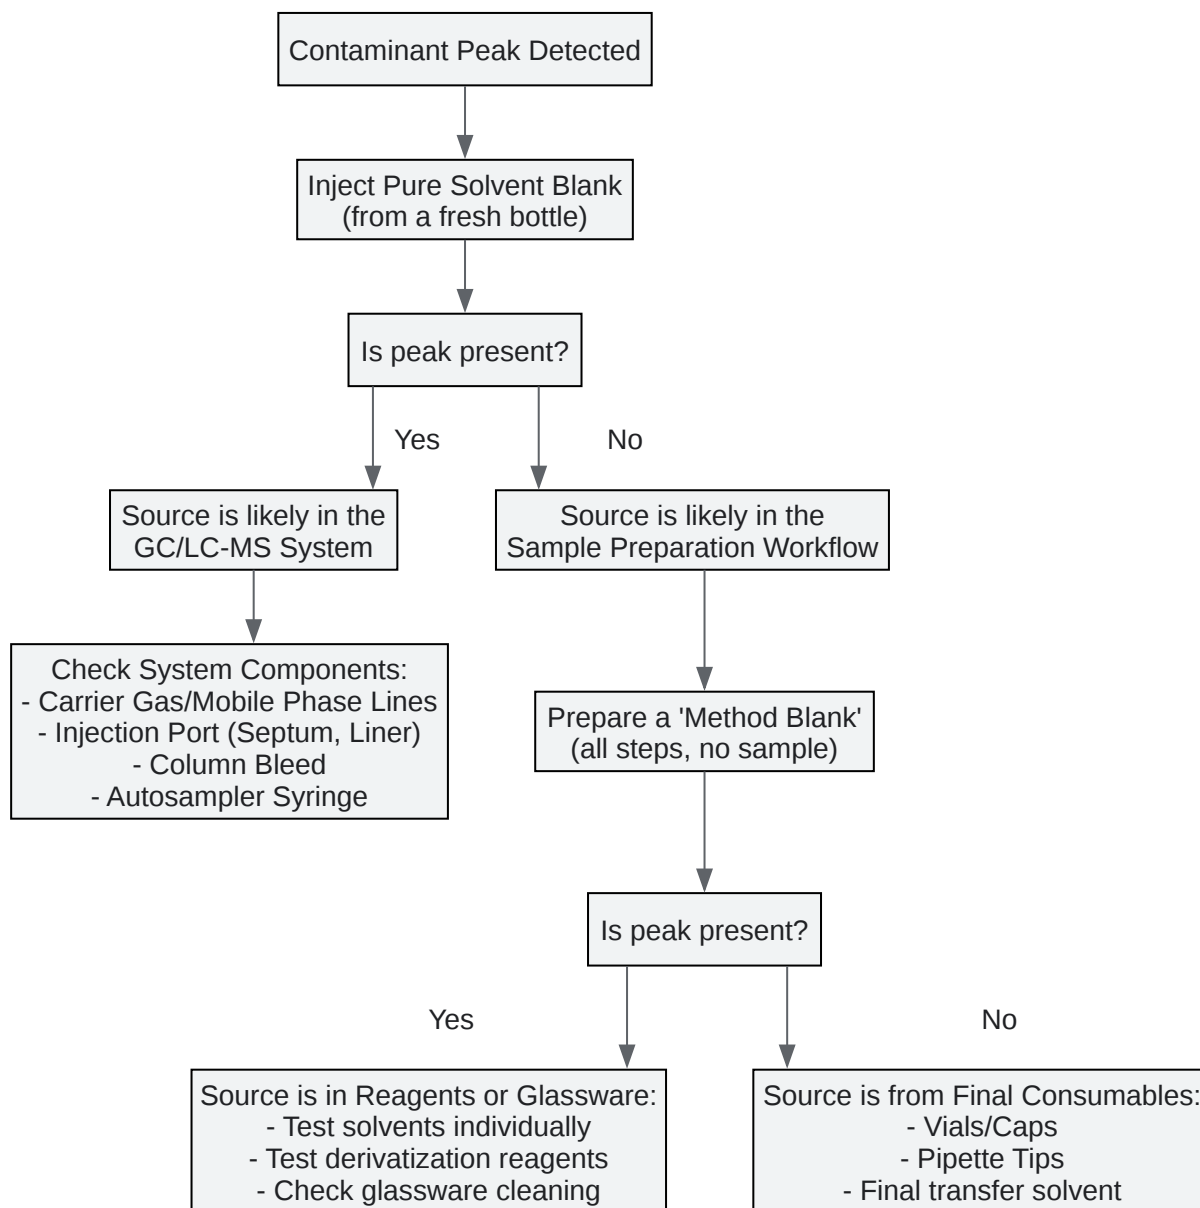 Contaminant Peak Detected
Inject Pure Solvent Blank
(from a fresh bottle)
Is peak present?
Yes
No
Source is likely in the
GC/LC-MS System
Source is likely in the
Sample Preparation Workflow
Check System Components:
- Carrier Gas/Mobile Phase Lines
- Injection Port (Septum, Liner)
- Column Bleed
- Autosampler Syringe
Prepare a 'Method Blank'
(all steps, no sample)
Is peak present?
Yes
No
Source is in Reagents or Glassware:
- Test solvents individually
- Test derivatization reagents
- Check glassware cleaning
Source is from Final Consumables:
- Vials/Caps
- Pipette Tips
- Final transfer solvent